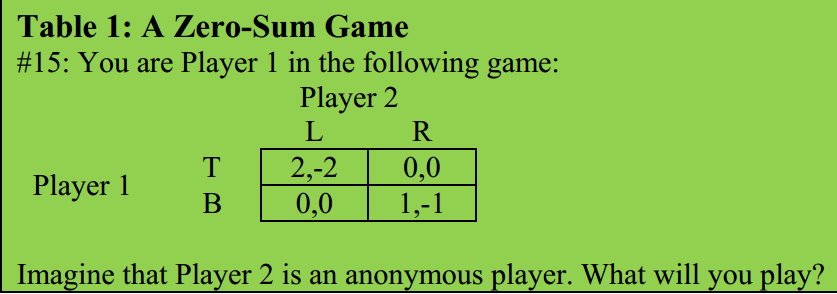 Table 1: A Zero-Sum Game
#15: You are Player 1 in the following game:
Player 2
L R
T 2,-2 0,0
Player 1
B 0,0 1,-1
Imagine that Player 2 is an anonymous player. What will you play?